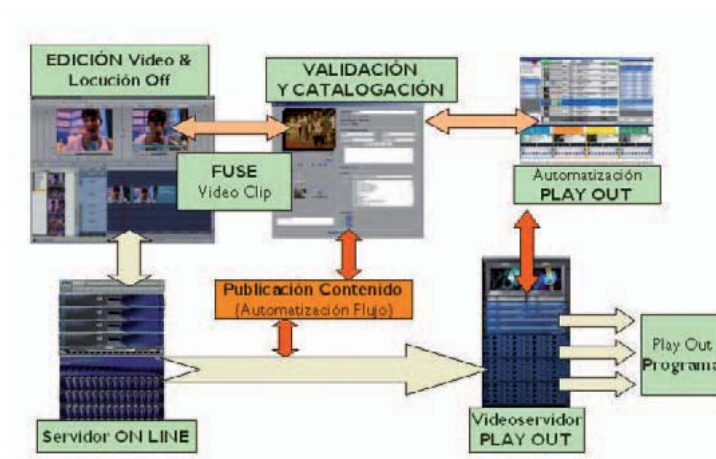 EDICIÓN Video &
Locución Off
VALIDACIÓN
Y CATALOGACIÓN
FUSE
Video Clip
Automatización
PLAY OUT
Publicación Contenido
(Automatización Flujo)
Play Out
Programa
Servidor ON LINE
Videoservidor
PLAY OUT